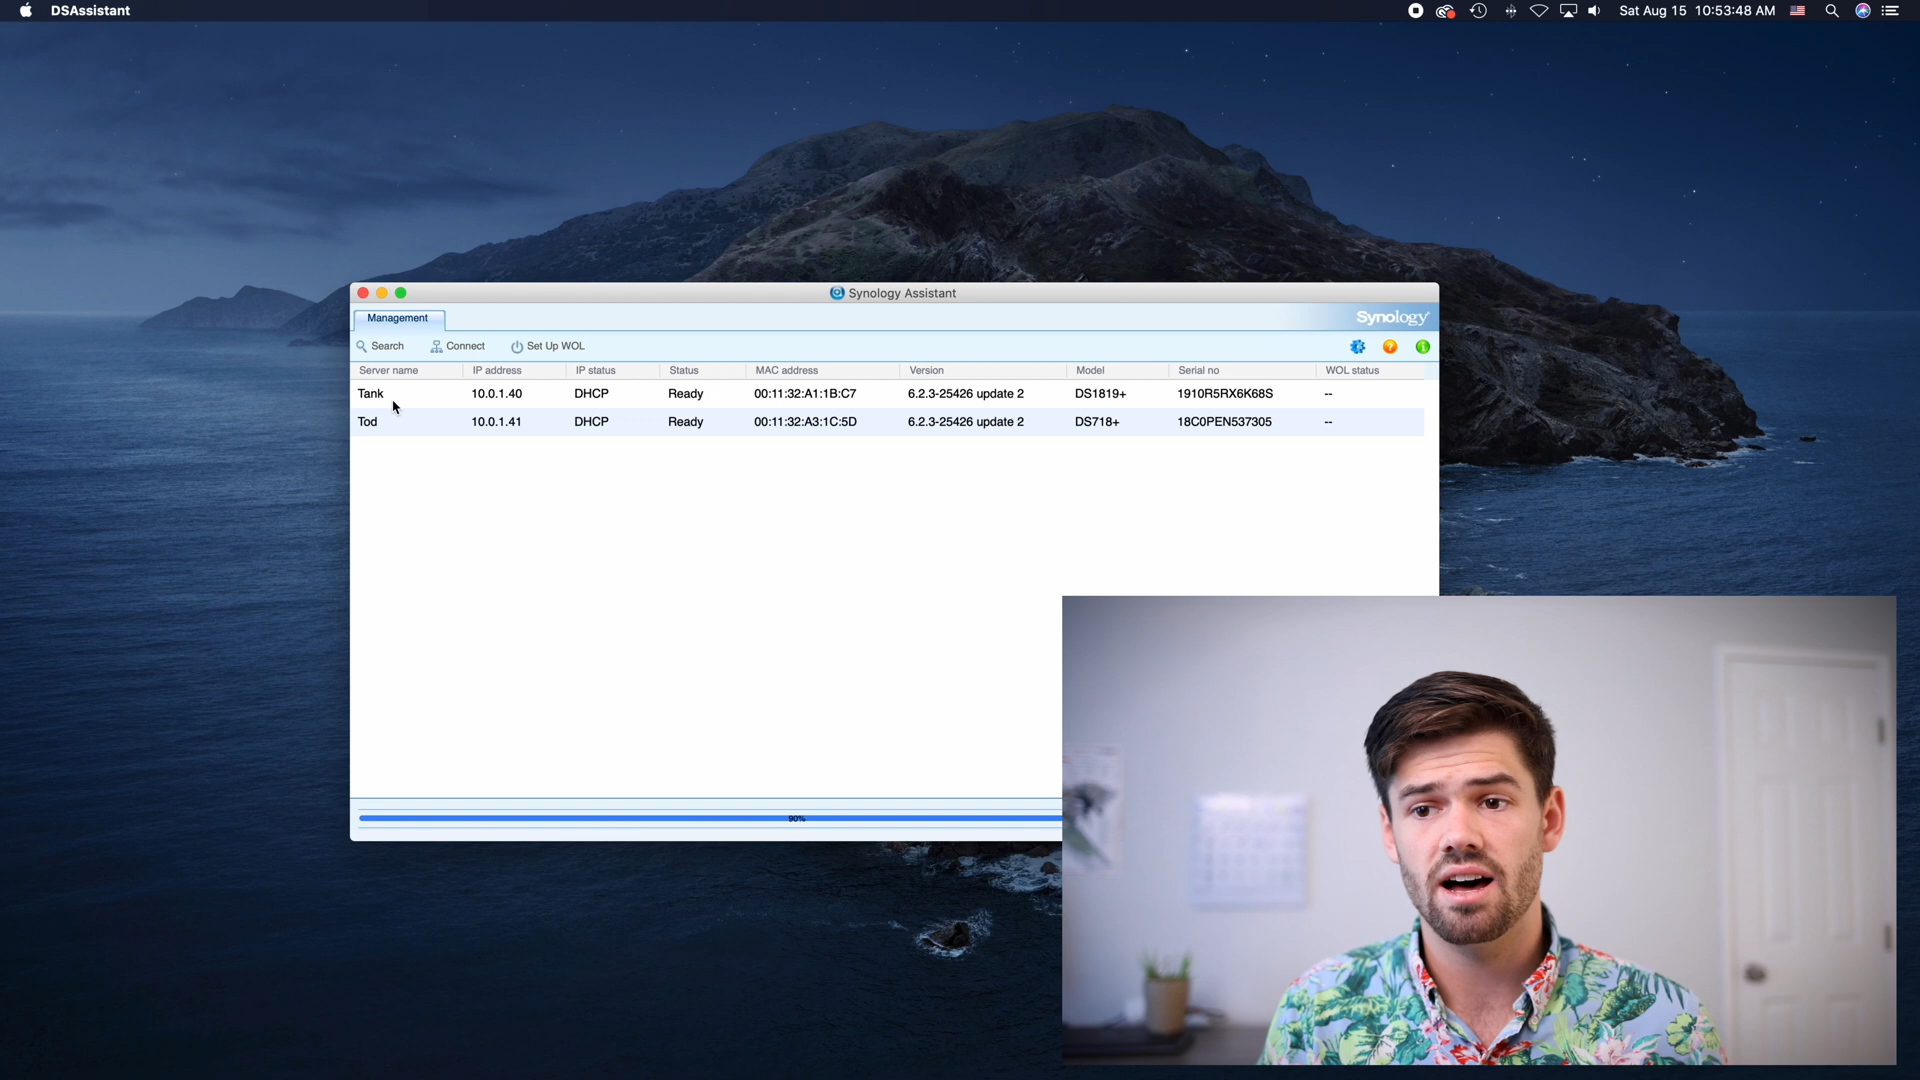 DSAssistant
Sat Aug 15 10:53:48 AM
Synology Assistant
Management
Synology
Search Connect Set Up WOL
Server name IP address IP status Status MAC address Version Model Serial no WOL status
Tank 10.0.1.40 DHCP Ready 00:11:32:A1:1B:C7 6.2.3-25426 update 2 DS1819+ 1910R5RX6K68S --
Tod 10.0.1.41 DHCP Ready 00:11:32:A3:1C:5D 6.2.3-25426 update 2 DS718+ 18C0PEN537305 --
90%